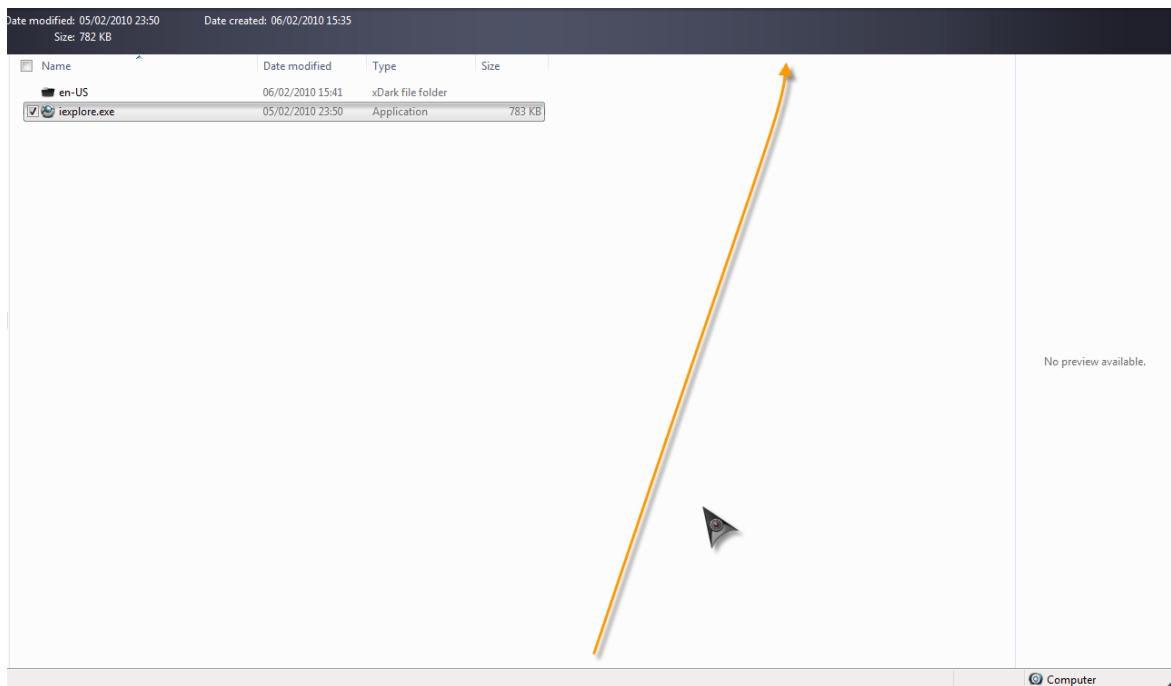 Date modified: 05/02/2010 23:50 Date created: 06/02/2010 15:35
Size: 782 KB
Name Date modified Type Size
en-US 06/02/2010 15:41 xDark file folder
iexplore.exe 05/02/2010 23:50 Application 783 KB
No preview available.
Computer